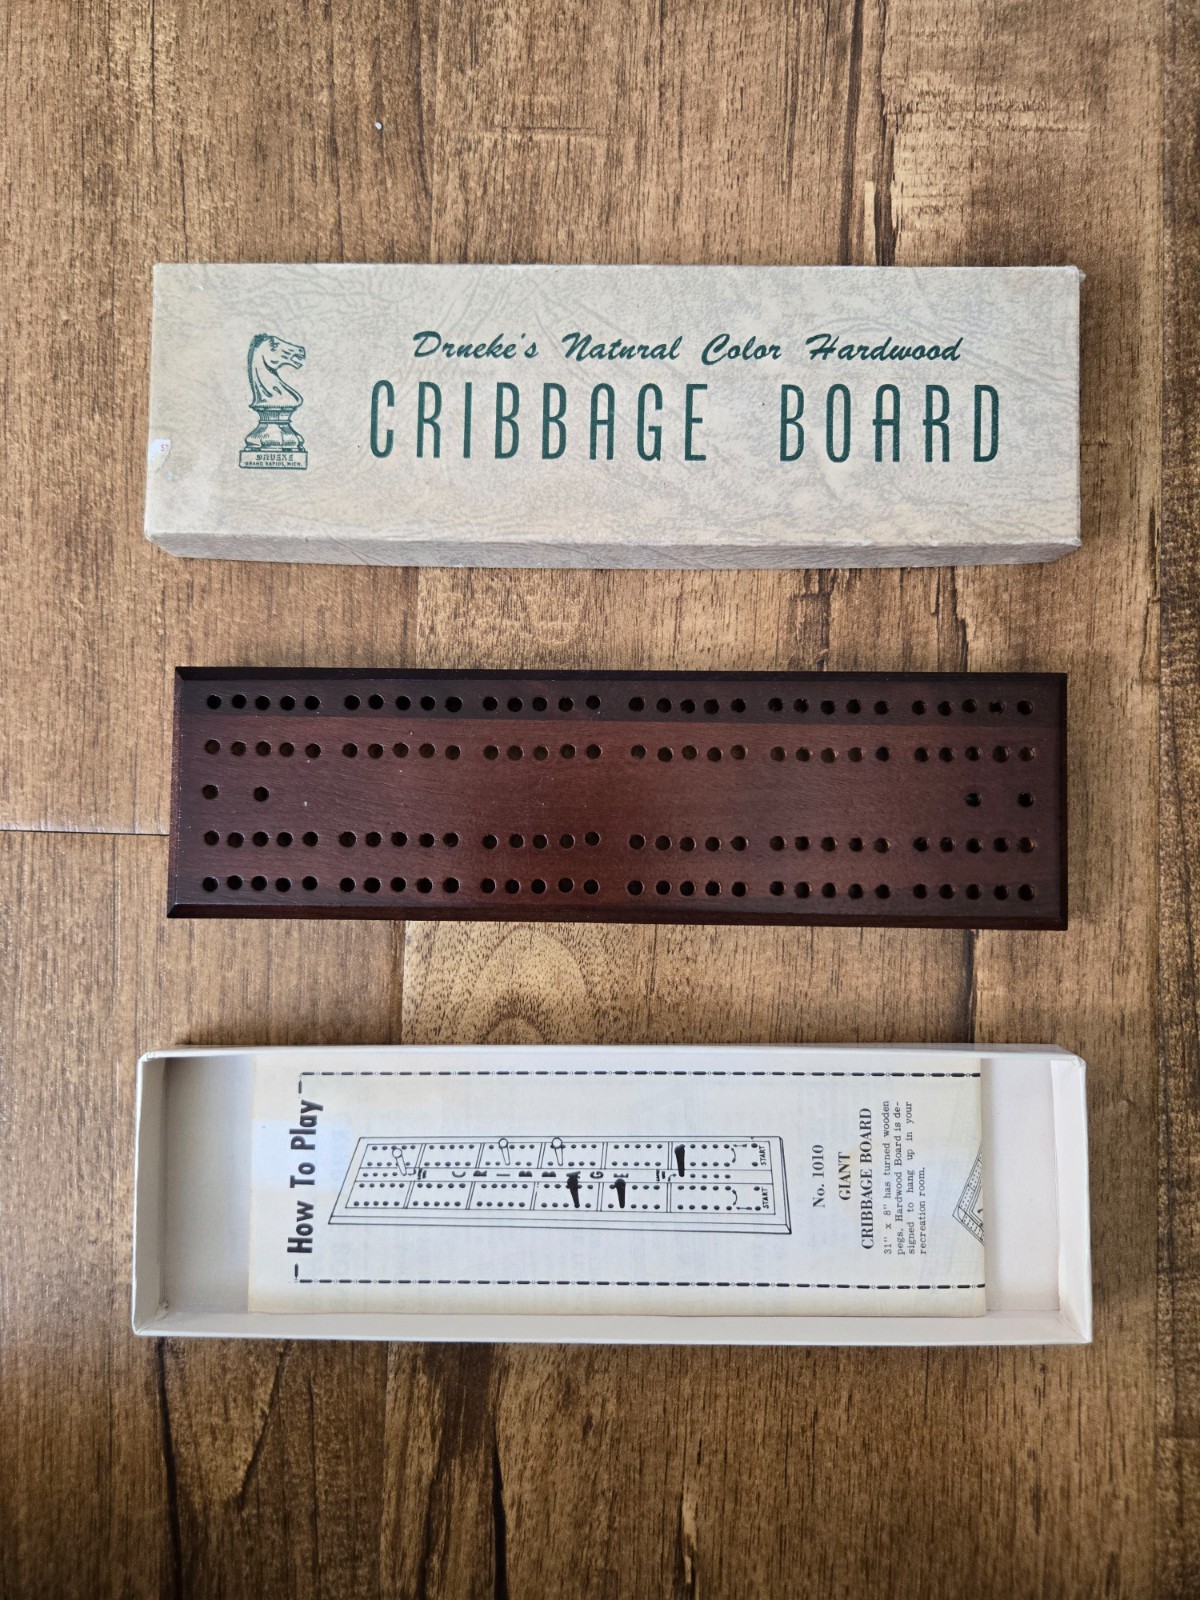 Drueke's Natural Color Hardwood
CRIBBAGE BOARD
DRUEKE
GRAND RAPIDS, MICH.
How To Play
CRIBBAGE
START
START
No. 1010
GIANT
CRIBBAGE BOARD
31" x 8" has turned wooden
pegs. Hardwood Board is de-
signed to hang up in your
recreation room.